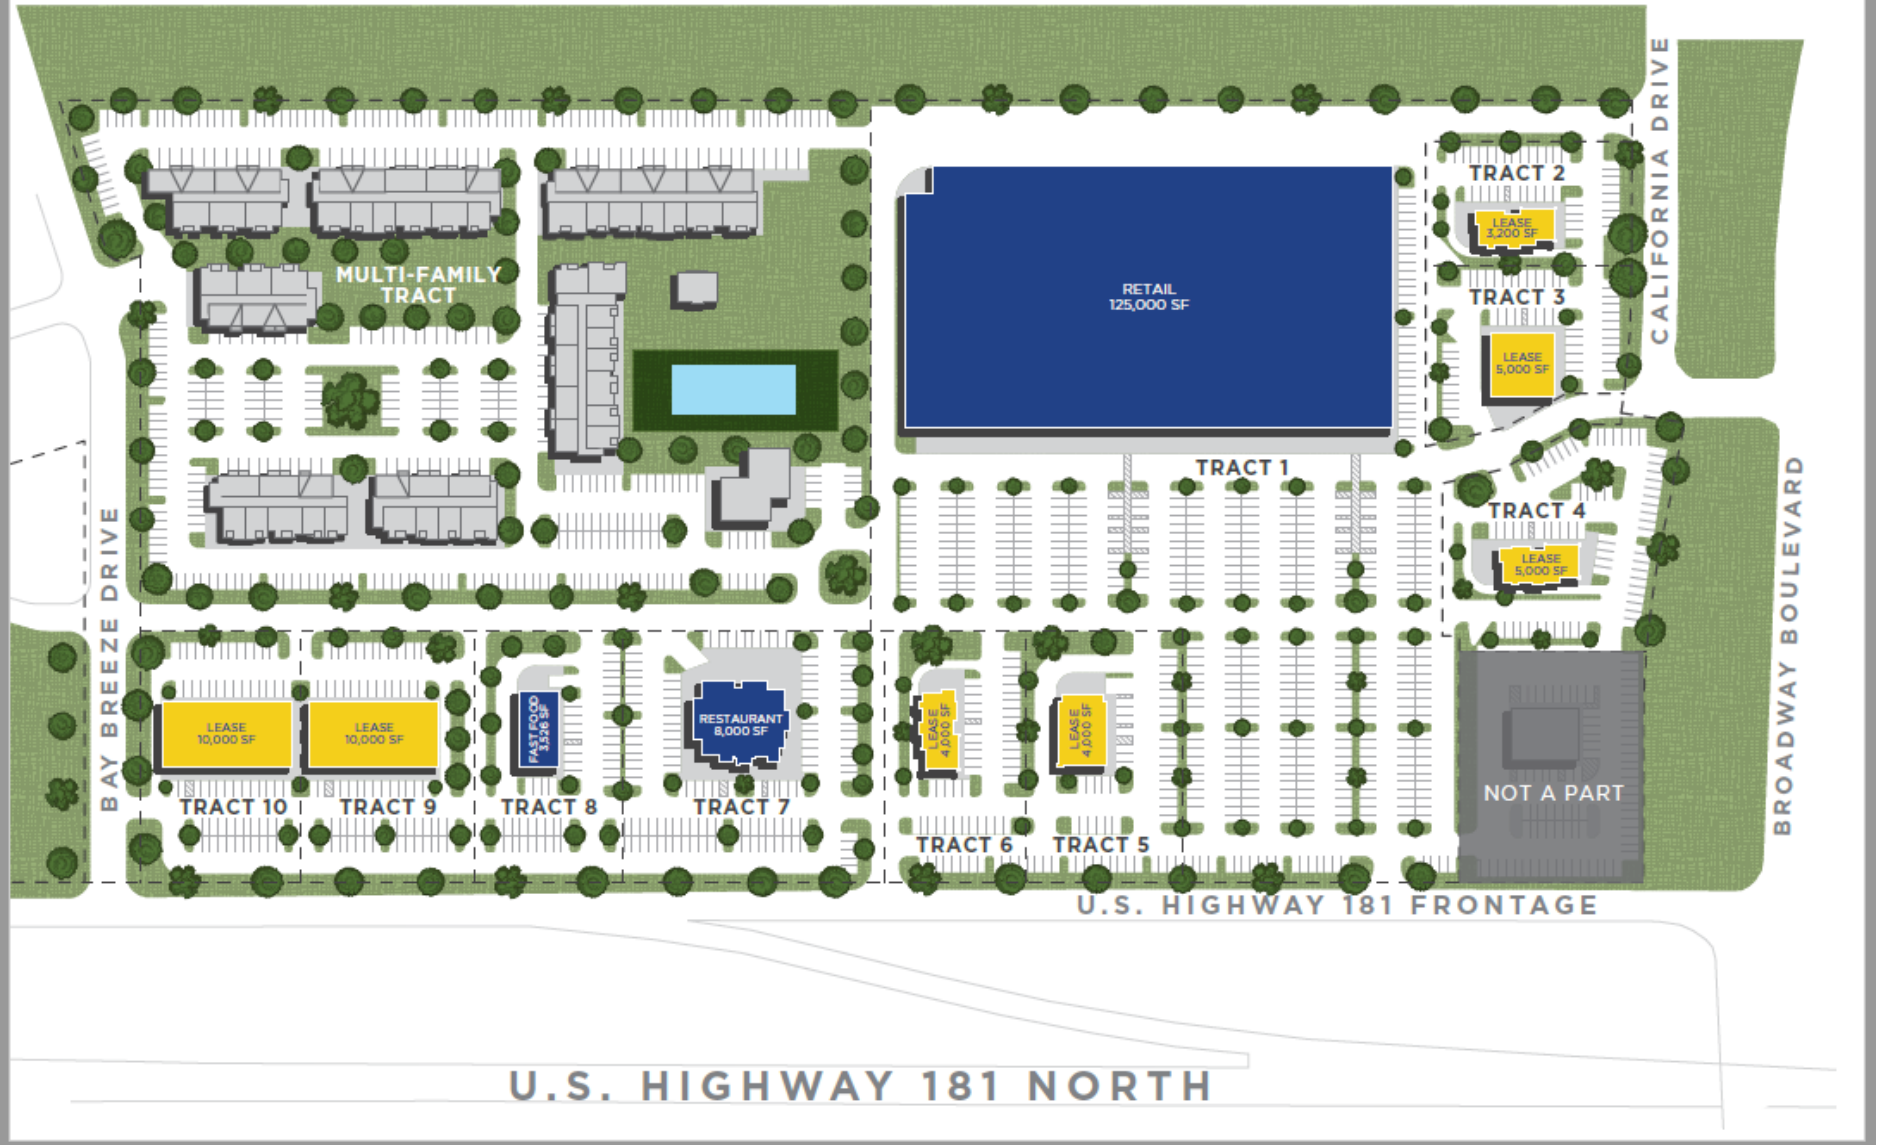 CALIFORNIA DRIVE
TRACT 2
LEASE
3,200 SF
MULTI-FAMILY
TRACT
RETAIL
125,000 SF
TRACT 3
LEASE
5,000 SF
TRACT 1
TRACT 4
LEASE
5,000 SF
BROADWAY BOULEVARD
BAY BREEZE DRIVE
LEASE
10,000 SF
LEASE
10,000 SF
FAST FOOD
3,526 SF
RESTAURANT
8,000 SF
LEASE
4,000 SF
LEASE
4,000 SF
NOT A PART
TRACT 10
TRACT 9
TRACT 8
TRACT 7
TRACT 6
TRACT 5
U.S. HIGHWAY 181 FRONTAGE
U.S. HIGHWAY 181 NORTH